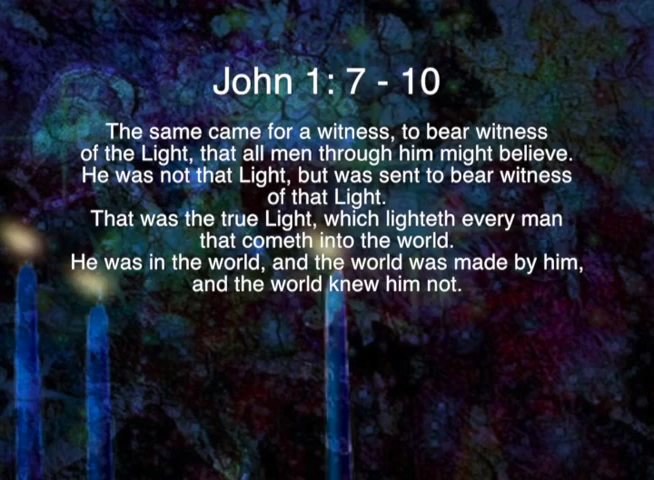 John 1: 7 - 10
The same came for a witness, to bear witness
of the Light, that all men through him might believe.
He was not that Light, but was sent to bear witness
of that Light.
That was the true Light, which lighteth every man
that cometh into the world.
He was in the world, and the world was made by him,
and the world knew him not.